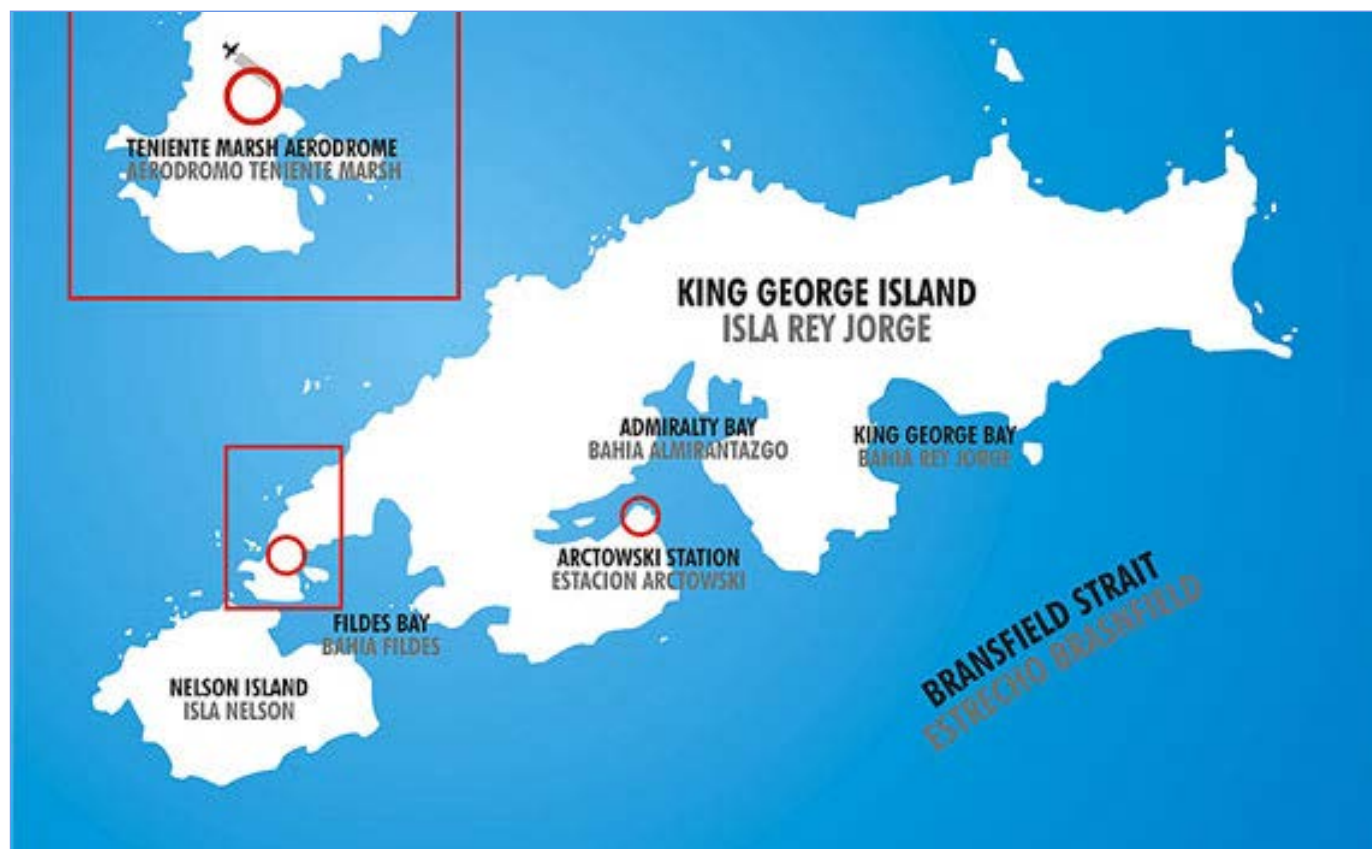 TENIENTE MARSH AERODROME
AERODROMO TENIENTE MARSH
KING GEORGE ISLAND
ISLA REY JORGE
ADMIRALTY BAY
BAHIA ALMIRANTAZGO
KING GEORGE BAY
BAHIA REY JORGE
ARCTOWSKI STATION
ESTACION ARCTOWSKI
FILDES BAY
BAHIA FILDES
NELSON ISLAND
ISLA NELSON
BRANSFIELD STRAIT
ESTRECHO BRASNFIELD